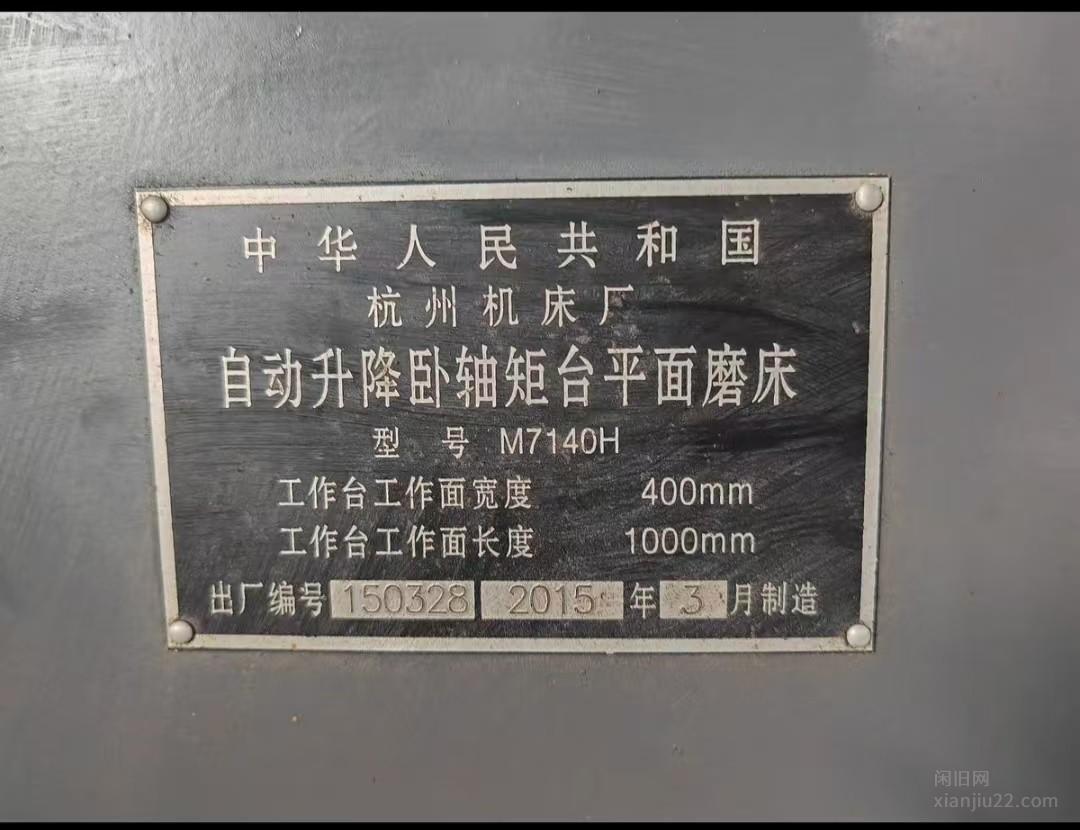 中华人民共和国
杭州机床厂
自动升降卧轴矩台平面磨床
型 号 M7140H
工作台工作面宽度 400mm
工作台工作面长度 1000mm
出厂编号 150328 2015 年 3 月制造
闲旧网
xianjiu22.com